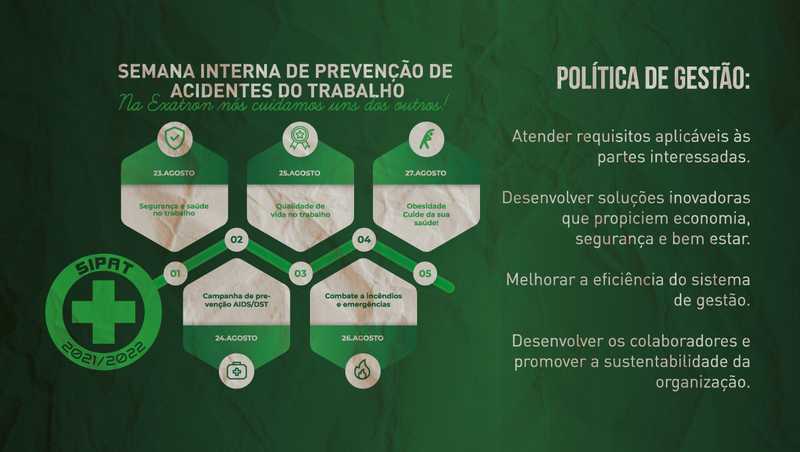 SEMANA INTERNA DE PREVENÇÃO DE
ACIDENTES DO TRABALHO
Na Exatron nós cuidamos uns dos outros!
23.AGOSTO
Segurança e saúde
no trabalho
25.AGOSTO
Qualidade de
vida no trabalho
27.AGOSTO
Obesidade
Cuide da sua
saúde!
01
02
03
04
05
Campanha de pre-
venção AIDS/DST
24.AGOSTO
Combate a incêndios
e emergências
26.AGOSTO
SIPAT
2021/2022
POLÍTICA DE GESTÃO:
Atender requisitos aplicáveis às
partes interessadas.
Desenvolver soluções inovadoras
que propiciem economia,
segurança e bem estar.
Melhorar a eficiência do sistema
de gestão.
Desenvolver os colaboradores e
promover a sustentabilidade da
organização.